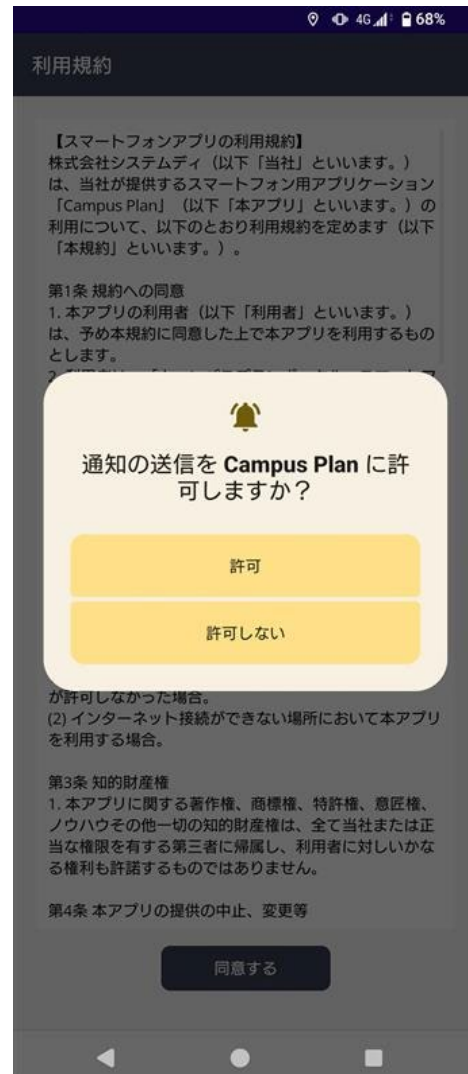 4G 68%
利用規約
【スマートフォンアプリの利用規約】
株式会社システムディ（以下「当社」といいます。）
は、当社が提供するスマートフォン用アプリケーション
「Campus Plan」（以下「本アプリ」といいます。）の
利用について、以下のとおり利用規約を定めます（以下
「本規約」といいます。）。
第1条 規約への同意
1. 本アプリの利用者（以下「利用者」といいます。）
は、予め本規約に同意した上で本アプリを利用するもの
とします。
通知の送信を Campus Plan に許
可しますか？
許可
許可しない
が許可しなかった場合。
(2) インターネット接続ができない場所において本アプリ
を利用する場合。
第3条 知的財産権
1. 本アプリに関する著作権、商標権、特許権、意匠権、
ノウハウその他一切の知的財産権は、全て当社または正
当な権限を有する第三者に帰属し、利用者に対しいかな
る権利も許諾するものではありません。
第4条 本アプリの提供の中止、変更等
同意する